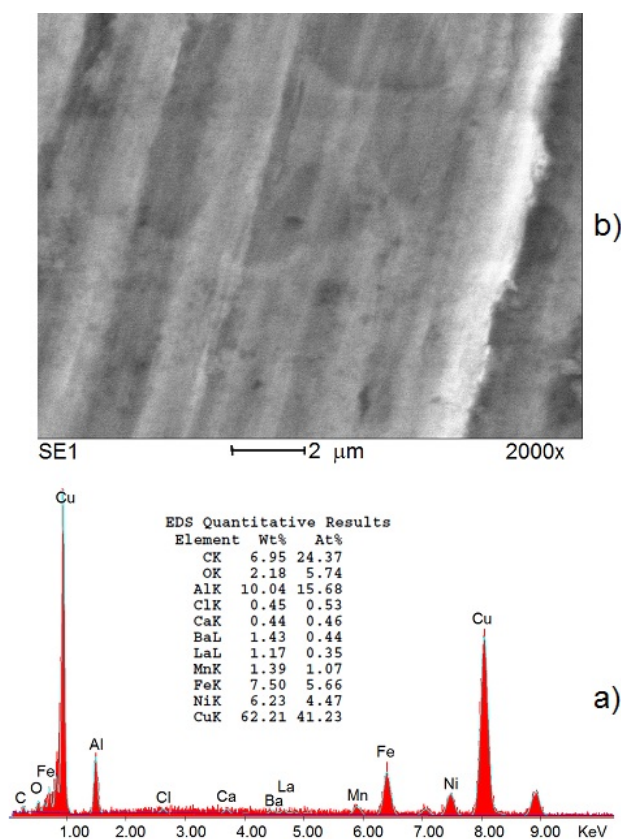 b)
SE1 2 μm 2000x
Cu
EDS Quantitative Results
Element Wt% At%
CK 6.95 24.37
OK 2.18 5.74
AlK 10.04 15.68
ClK 0.45 0.53
CaK 0.44 0.46
BaL 1.43 0.44
LaL 1.17 0.35
MnK 1.39 1.07
FeK 7.50 5.66
NiK 6.23 4.47
CuK 62.21 41.23
Cu
a)
Al
Fe
Fe
O
C
Cl
Ca
La
Ba
Mn
Ni
1.00 2.00 3.00 4.00 5.00 6.00 7.00 8.00 9.00 KeV